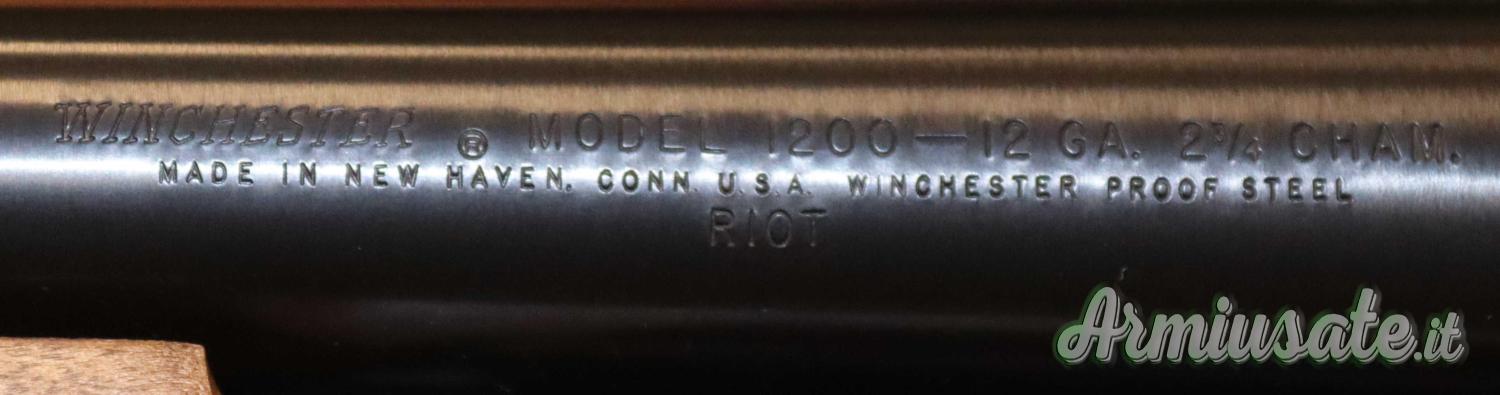 WINCHESTER ® MODEL 1200—12 GA. 2¾ CHAM.
MADE IN NEW HAVEN, CONN. U.S.A. WINCHESTER PROOF STEEL
RIOT
Armiusate.it